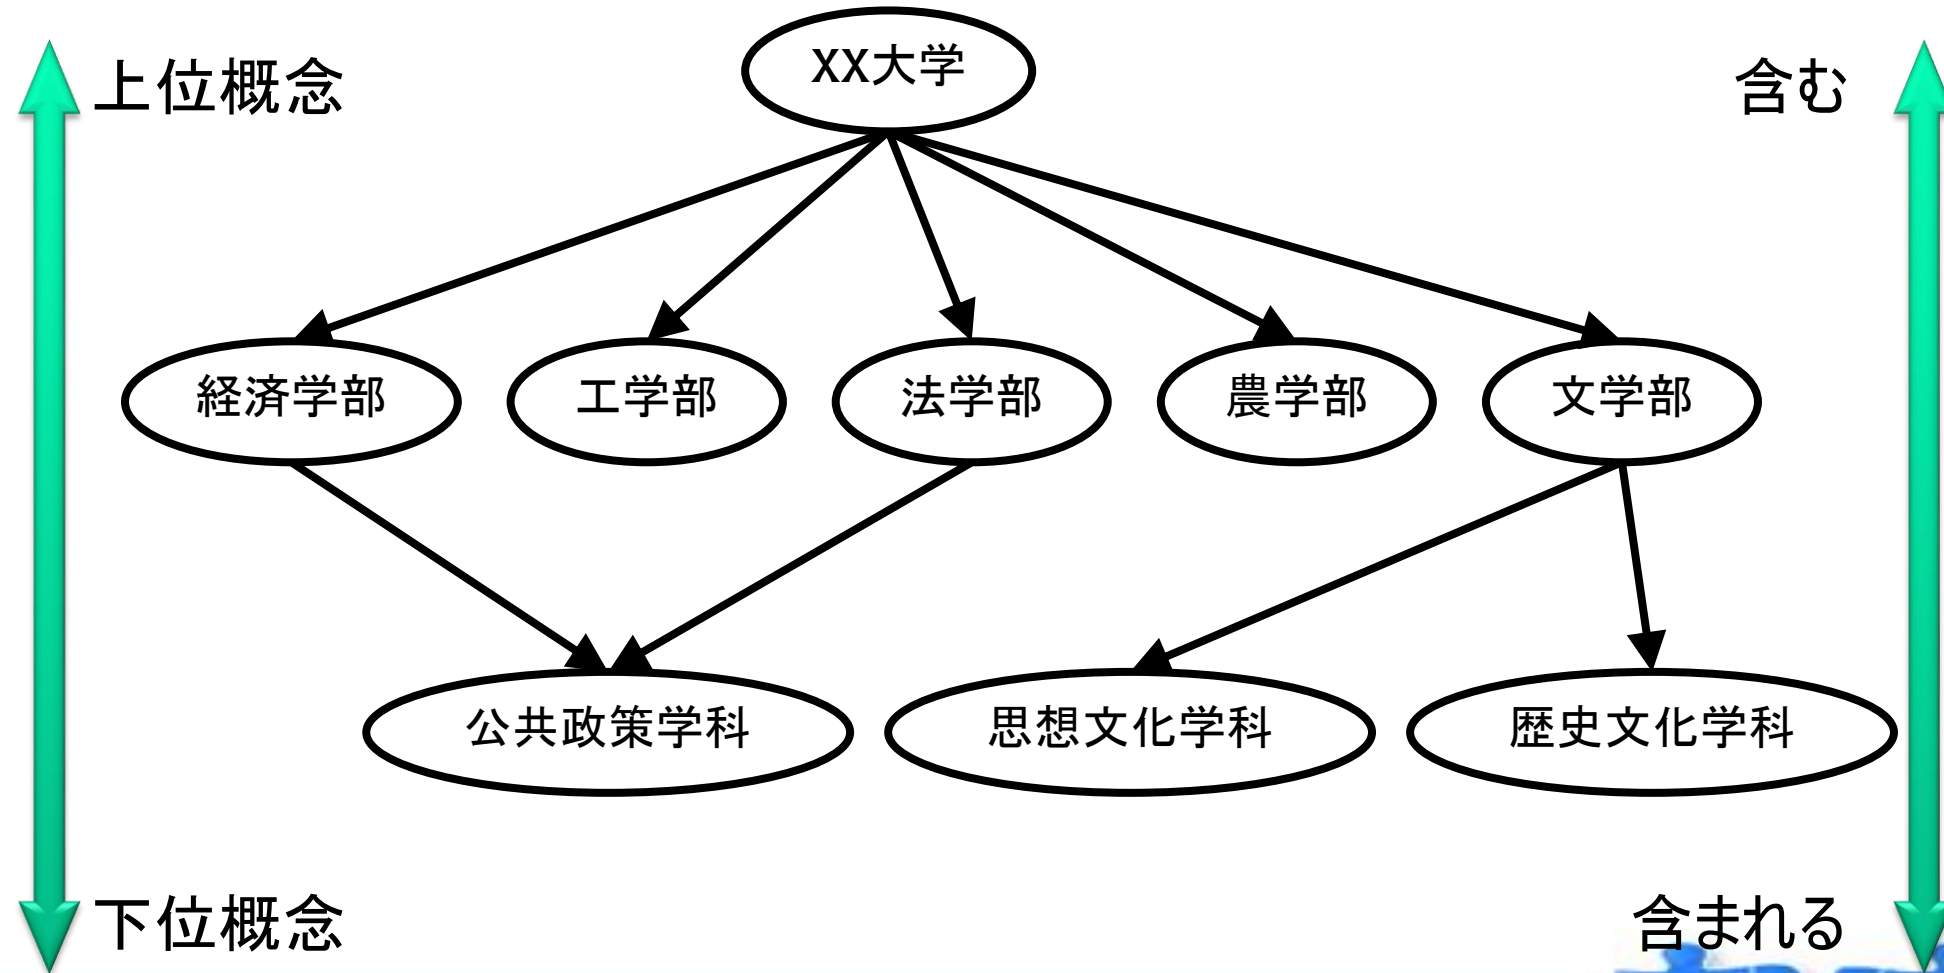 XX大学
上位概念
含む
経済学部
工学部
法学部
農学部
文学部
公共政策学科
思想文化学科
歴史文化学科
下位概念
含まれる